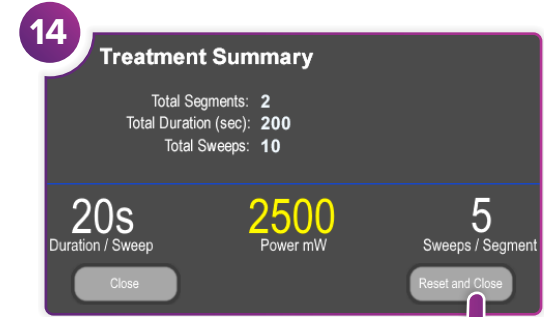 14
Treatment Summary
Total Segments: 2
Total Duration (sec): 200
Total Sweeps: 10
20s 2500 5
Duration / Sweep Power mW Sweeps / Segment
Close Reset and Close